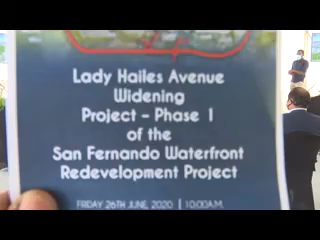 Lady Hailes Avenue
Widening
Project - Phase 1
of the
San Fernando Waterfront
Redevelopment Project
FRIDAY 26TH JUNE, 2020 | 10:00AM.